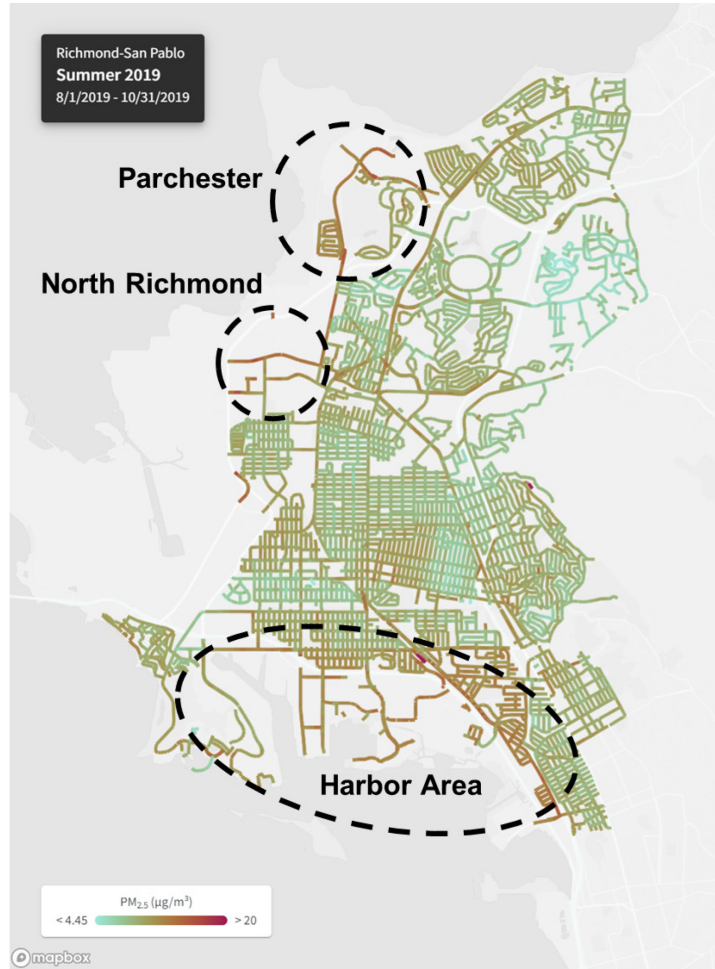 Richmond-San Pablo
Summer 2019
8/1/2019 - 10/31/2019
Parchester
North Richmond
Harbor Area
PM2.5 (µg/m³)
< 4.45 > 20
mapbox